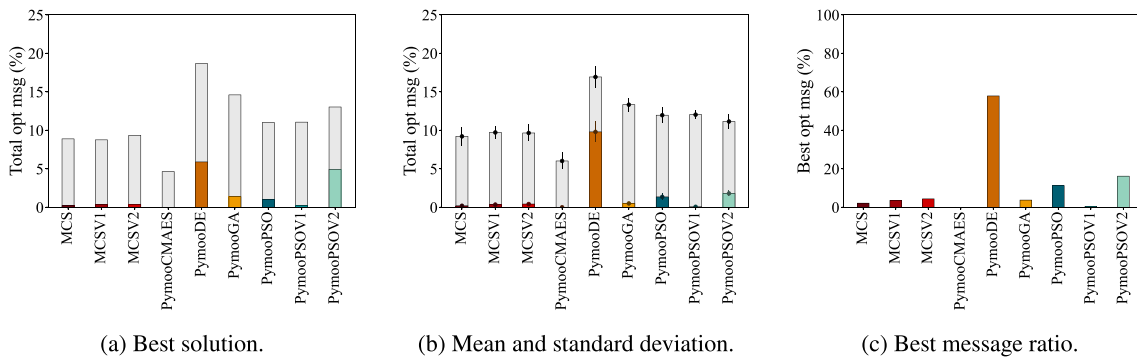 Total opt msg (%)
25
20
15
10
5
0
MCS
MCSV1
MCSV2
PymooCMAES
PymooDE
PymooGA
PymooPSO
PymooPSOV1
PymooPSOV2
(a) Best solution.
Total opt msg (%)
25
20
15
10
5
0
MCS
MCSV1
MCSV2
PymooCMAES
PymooDE
PymooGA
PymooPSO
PymooPSOV1
PymooPSOV2
(b) Mean and standard deviation.
Best opt msg (%)
100
80
60
40
20
0
MCS
MCSV1
MCSV2
PymooCMAES
PymooDE
PymooGA
PymooPSO
PymooPSOV1
PymooPSOV2
(c) Best message ratio.